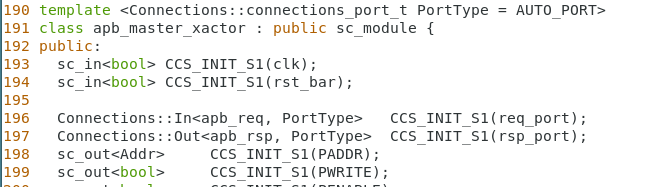 190 template <Connections::connections_port_t PortType = AUTO_PORT>
191 class apb_master_xactor : public sc_module {
192 public:
193   sc_in<bool> CCS_INIT_S1(clk);
194   sc_in<bool> CCS_INIT_S1(rst_bar);
195
196   Connections::In<apb_req, PortType>   CCS_INIT_S1(req_port);
197   Connections::Out<apb_rsp, PortType>  CCS_INIT_S1(rsp_port);
198   sc_out<Addr>     CCS_INIT_S1(PADDR);
199   sc_out<bool>     CCS_INIT_S1(PWRITE);